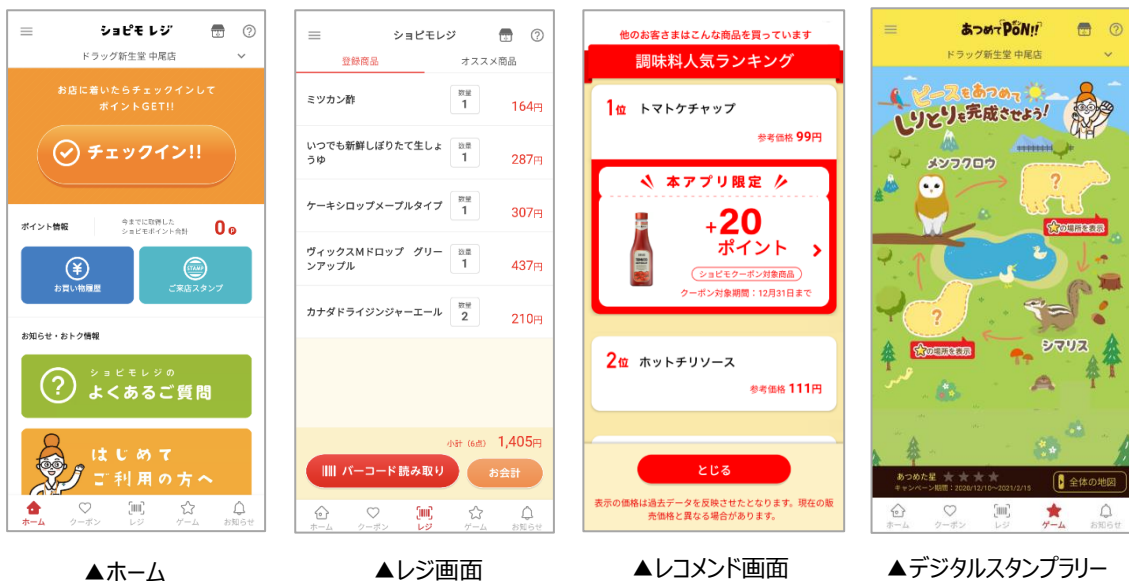 ショピモ レジ
ドラッグ新生堂 中尾店
お店に着いたらチェックインして
ポイントGET!!
チェックイン!!
ポイント情報
今までに取得した
ショピモポイント合計
0 P
お買い物履歴
STAMP
ご来店スタンプ
お知らせ・おトク情報
ショピモレジの
よくあるご質問
はじめて
ご利用の方へ
ホーム
クーポン
レジ
ゲーム
お知らせ
▲ホーム
ショピモレジ
登録商品
オススメ商品
ミツカン酢
数量
1
164円
いつでも新鮮しぼりたて生しょ
うゆ
数量
1
287円
ケーキシロップメープルタイプ
数量
1
307円
ヴィックスMドロップ グリー
ンアップル
数量
1
437円
カナダドライジンジャーエール
数量
2
210円
小計(6点) 1,405円
バーコード読み取り
お会計
ホーム
クーポン
レジ
ゲーム
お知らせ
▲レジ画面
他のお客さまはこんな商品を買っています
調味料人気ランキング
1位 トマトケチャップ
参考価格 99円
本アプリ限定
+20
ポイント
ショピモクーポン対象商品
クーポン対象期間:12月31日まで
2位 ホットチリソース
参考価格 111円
とじる
表示の価格は過去データを反映させたとなります。現在の販
売価格と異なる場合があります。
▲レコメンド画面
あつめてPON!!
ポン
ドラッグ新生堂 中尾店
ピースをあつめて
しりとりを完成させよう!
メンフクロウ
?
☆の場所を表示
?
☆の場所を表示
シマリス
あつめた星 ★★★★
キャンペーン期間:2020/12/10～2021/2/15
全体の地図
ホーム
クーポン
レジ
ゲーム
お知らせ
▲デジタルスタンプラリー